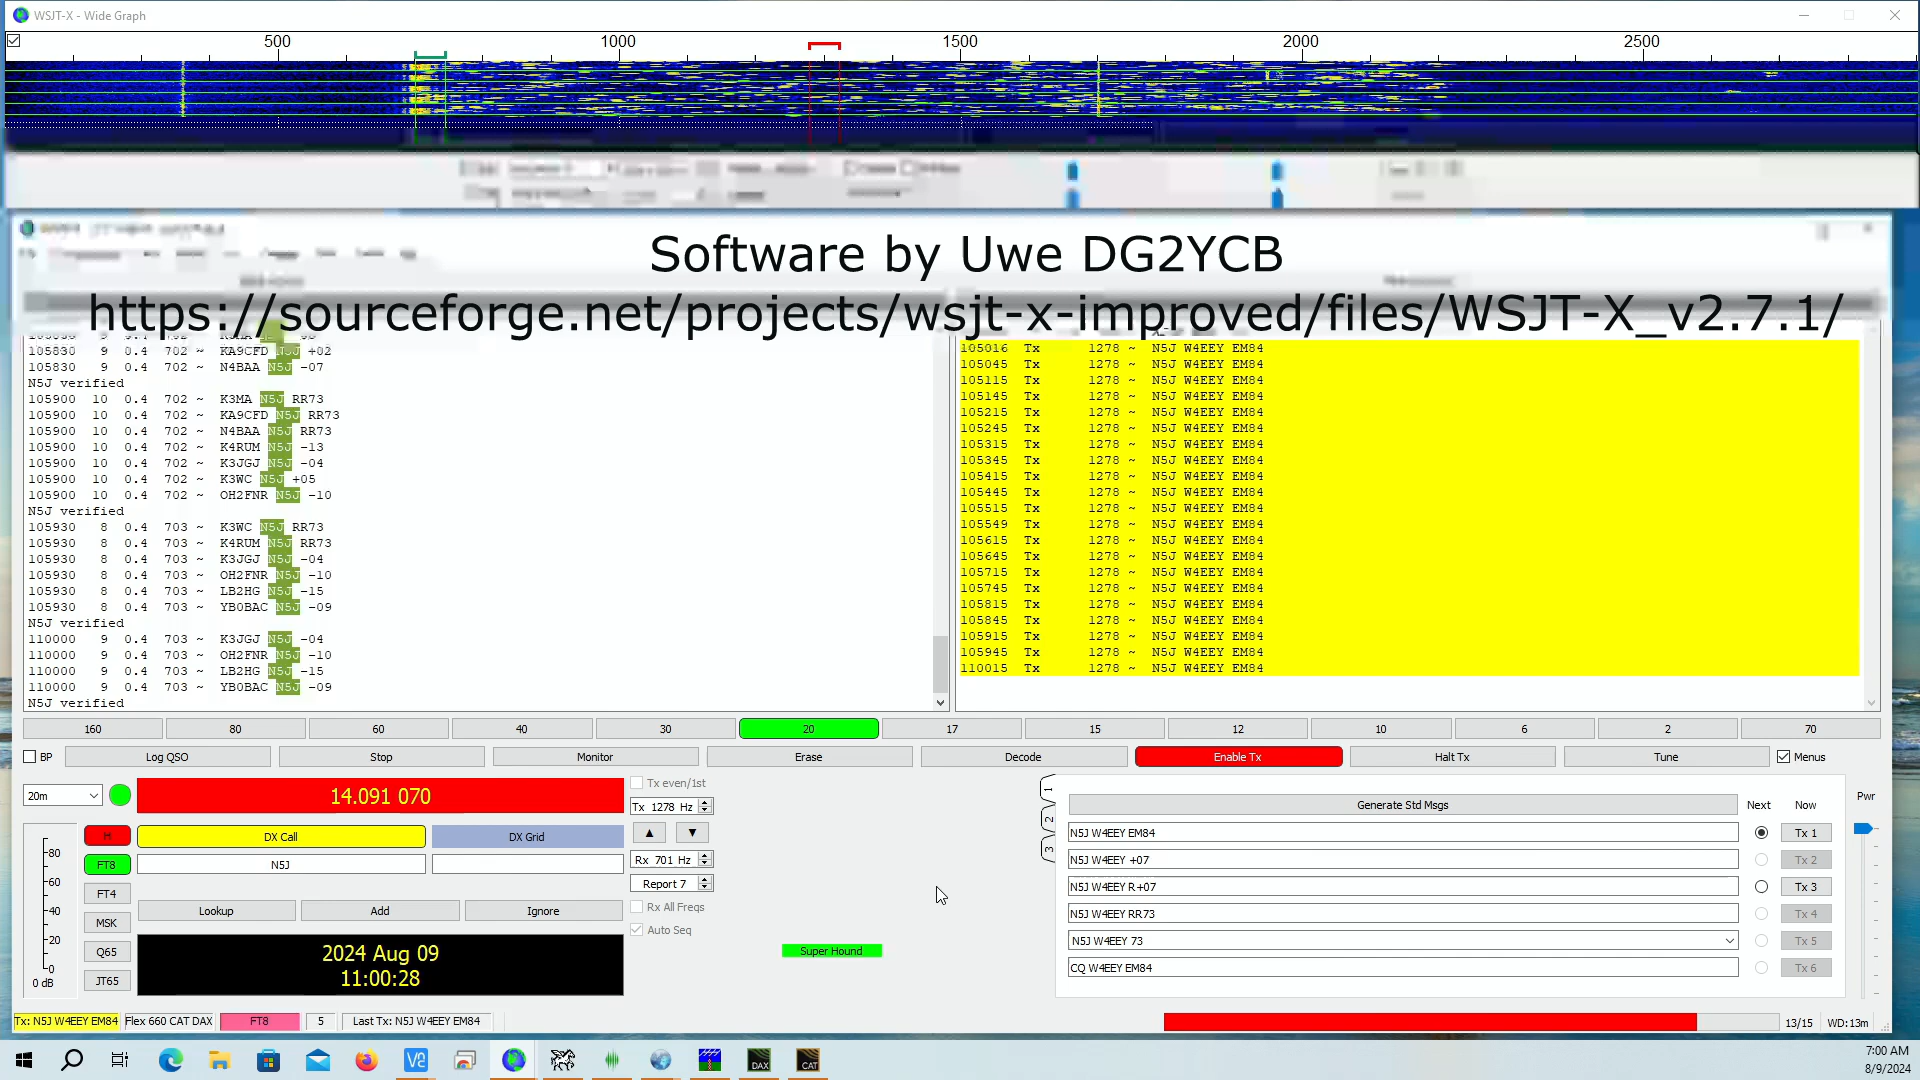 WSJT-X - Wide Graph
500 1000 1500 2000 2500
Software by Uwe DG2YCB
https://sourceforge.net/projects/wsjt-x-improved/files/WSJT-X_v2.7.1/
105830 9 0.4 702 ~ KA9CFD N5J +02
105830 9 0.4 702 ~ N4BAA N5J -07
N5J verified
105900 10 0.4 702 ~ K3MA N5J RR73
105900 10 0.4 702 ~ KA9CFD N5J RR73
105900 10 0.4 702 ~ N4BAA N5J RR73
105900 10 0.4 702 ~ K4RUM N5J -13
105900 10 0.4 702 ~ K3JGJ N5J -04
105900 10 0.4 702 ~ K3WC N5J +05
105900 10 0.4 702 ~ OH2FNR N5J -10
N5J verified
105930 8 0.4 703 ~ K3WC N5J RR73
105930 8 0.4 703 ~ K4RUM N5J RR73
105930 8 0.4 703 ~ K3JGJ N5J -04
105930 8 0.4 703 ~ OH2FNR N5J -10
105930 8 0.4 703 ~ LB2HG N5J -15
105930 8 0.4 703 ~ YB0BAC N5J -09
N5J verified
110000 9 0.4 703 ~ K3JGJ N5J -04
110000 9 0.4 703 ~ OH2FNR N5J -10
110000 9 0.4 703 ~ LB2HG N5J -15
110000 9 0.4 703 ~ YB0BAC N5J -09
N5J verified
105016 Tx 1278 ~ N5J W4EEY EM84
105045 Tx 1278 ~ N5J W4EEY EM84
105115 Tx 1278 ~ N5J W4EEY EM84
105145 Tx 1278 ~ N5J W4EEY EM84
105215 Tx 1278 ~ N5J W4EEY EM84
105245 Tx 1278 ~ N5J W4EEY EM84
105315 Tx 1278 ~ N5J W4EEY EM84
105345 Tx 1278 ~ N5J W4EEY EM84
105415 Tx 1278 ~ N5J W4EEY EM84
105445 Tx 1278 ~ N5J W4EEY EM84
105515 Tx 1278 ~ N5J W4EEY EM84
105549 Tx 1278 ~ N5J W4EEY EM84
105615 Tx 1278 ~ N5J W4EEY EM84
105645 Tx 1278 ~ N5J W4EEY EM84
105715 Tx 1278 ~ N5J W4EEY EM84
105745 Tx 1278 ~ N5J W4EEY EM84
105815 Tx 1278 ~ N5J W4EEY EM84
105845 Tx 1278 ~ N5J W4EEY EM84
105915 Tx 1278 ~ N5J W4EEY EM84
105945 Tx 1278 ~ N5J W4EEY EM84
110015 Tx 1278 ~ N5J W4EEY EM84
160 80 60 40 30 20 17 15 12 10 6 2 70
BP Log QSO Stop Monitor Erase Decode Enable Tx Halt Tx Tune Menus
20m 14.091 070
H DX Call DX Grid
FT8 N5J
FT4
Lookup Add Ignore
MSK
Q65
JT65
2024 Aug 09
11:00:28
-80
-60
-40
-20
-0
0 dB
Tx even/1st
Tx 1278 Hz
▲ ▼
Rx 701 Hz
Report 7
Rx All Freqs
Auto Seq
Super Hound
1
2
3
Generate Std Msgs Next Now Pwr
N5J W4EEY EM84 Tx 1
N5J W4EEY +07 Tx 2
N5J W4EEY R+07 Tx 3
N5J W4EEY RR73 Tx 4
N5J W4EEY 73 Tx 5
CQ W4EEY EM84 Tx 6
Tx: N5J W4EEY EM84 Flex 660 CAT DAX FT8 5 Last Tx: N5J W4EEY EM84 13/15 WD:13m
DAX CAT
7:00 AM
8/9/2024